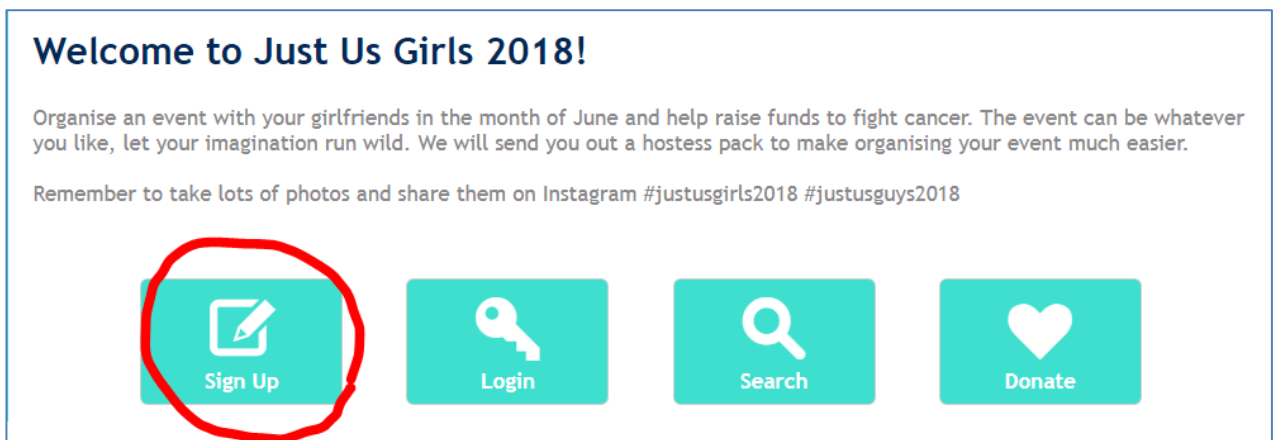 Welcome to Just Us Girls 2018!
Organise an event with your girlfriends in the month of June and help raise funds to fight cancer. The event can be whatever
you like, let your imagination run wild. We will send you out a hostess pack to make organising your event much easier.
Remember to take lots of photos and share them on Instagram #justusgirls2018 #justusguys2018
Sign Up
Login
Search
Donate